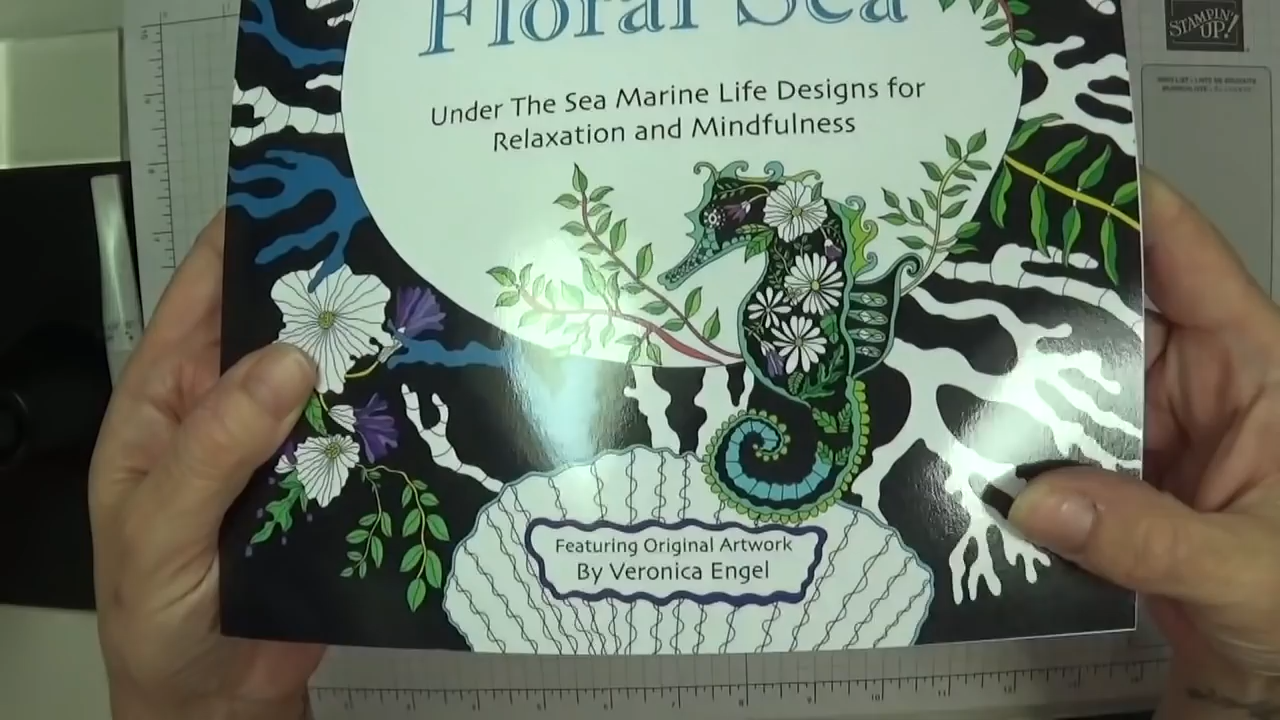 Floral Sea
STAMPIN'
UP!
Under The Sea Marine Life Designs for
Relaxation and Mindfulness
Featuring Original Artwork
By Veronica Engel